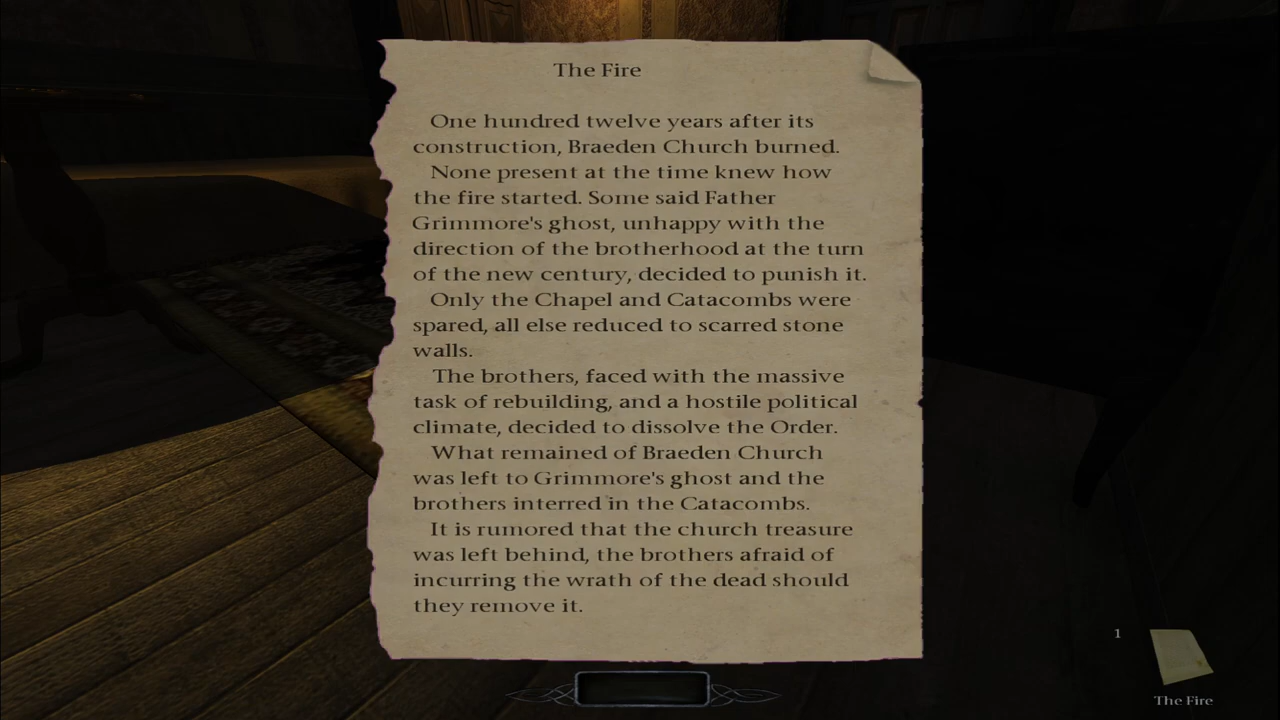 The Fire
One hundred twelve years after its
construction, Braeden Church burned.
None present at the time knew how
the fire started. Some said Father
Grimmore's ghost, unhappy with the
direction of the brotherhood at the turn
of the new century, decided to punish it.
Only the Chapel and Catacombs were
spared, all else reduced to scarred stone
walls.
The brothers, faced with the massive
task of rebuilding, and a hostile political
climate, decided to dissolve the Order.
What remained of Braeden Church
was left to Grimmore's ghost and the
brothers interred in the Catacombs.
It is rumored that the church treasure
was left behind, the brothers afraid of
incurring the wrath of the dead should
they remove it.
1
The Fire